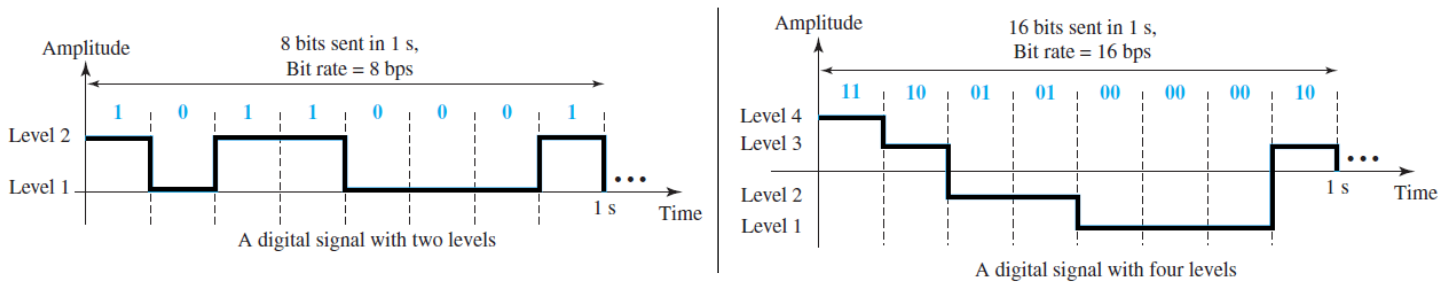 Amplitude
8 bits sent in 1 s,
Bit rate = 8 bps
1 0 1 1 0 0 0 1
Level 2
Level 1
1 s
Time
A digital signal with two levels
Amplitude
16 bits sent in 1 s,
Bit rate = 16 bps
11 10 01 01 00 00 00 10
Level 4
Level 3
Level 2
Level 1
1 s
Time
A digital signal with four levels